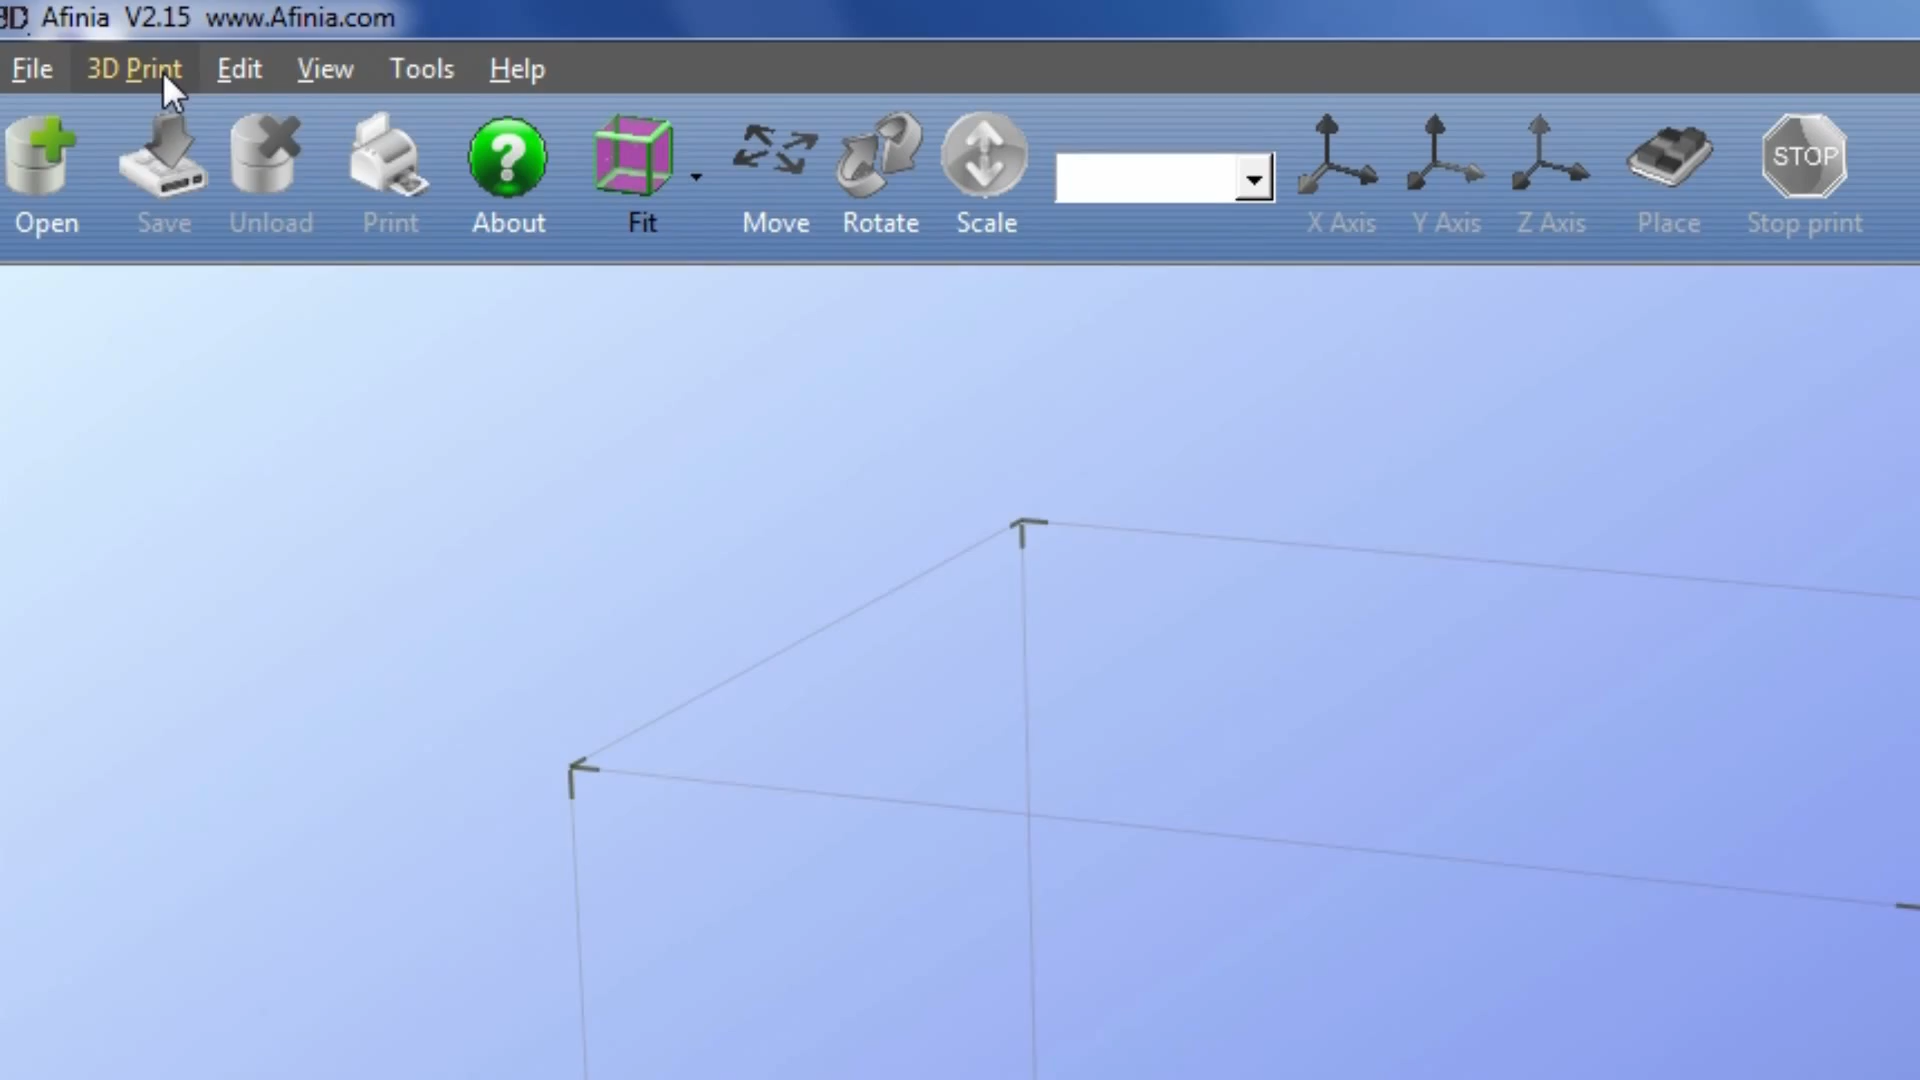 3D Afinia V2.15 www.Afinia.com
File 3D Print Edit View Tools Help
STOP
Open Save Unload Print About Fit Move Rotate Scale X Axis Y Axis Z Axis Place Stop print